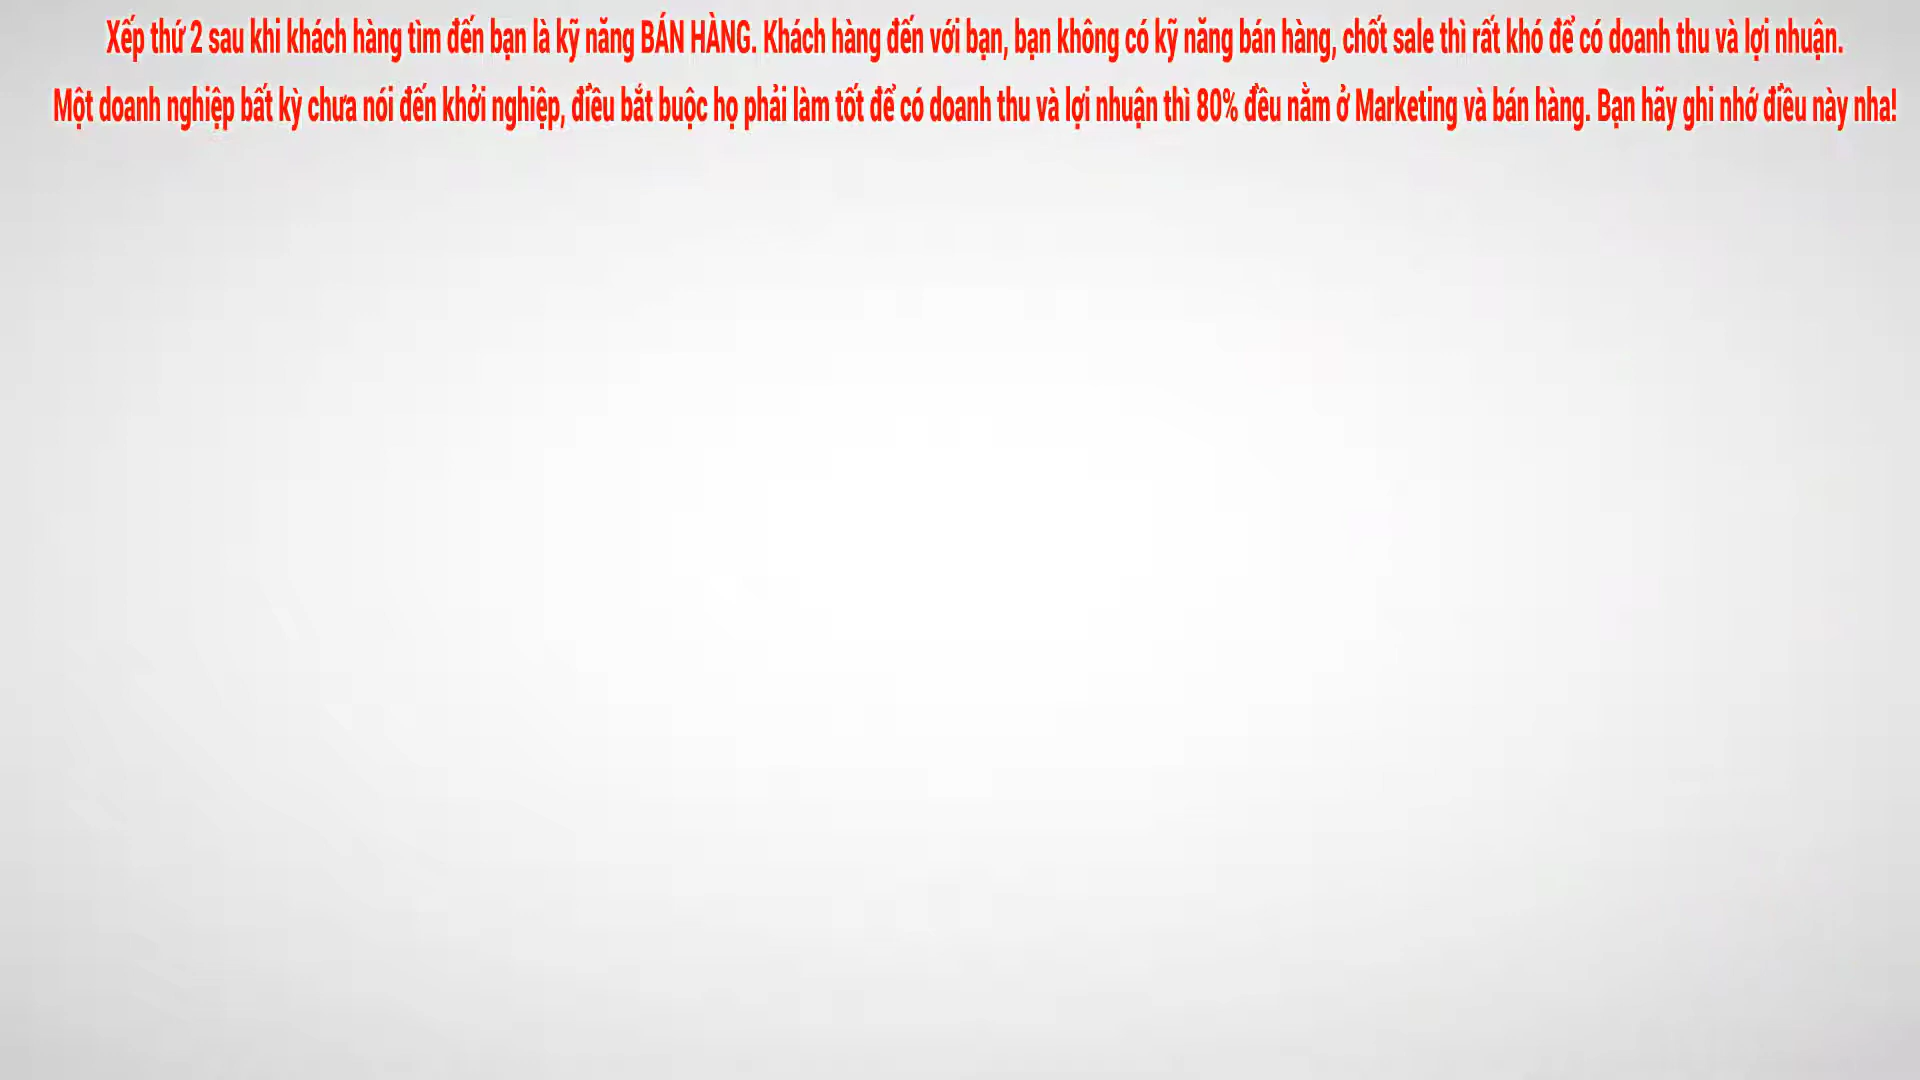 Xếp thứ 2 sau khi khách hàng tìm đến bạn là kỹ năng BÁN HÀNG. Khách hàng đến với bạn, bạn không có kỹ năng bán hàng, chốt sale thì rất khó để có doanh thu và lợi nhuận.
Một doanh nghiệp bất kỳ chưa nói đến khởi nghiệp, điều bắt buộc họ phải làm tốt để có doanh thu và lợi nhuận thì 80% đều nằm ở Marketing và bán hàng. Bạn hãy ghi nhớ điều này nha!